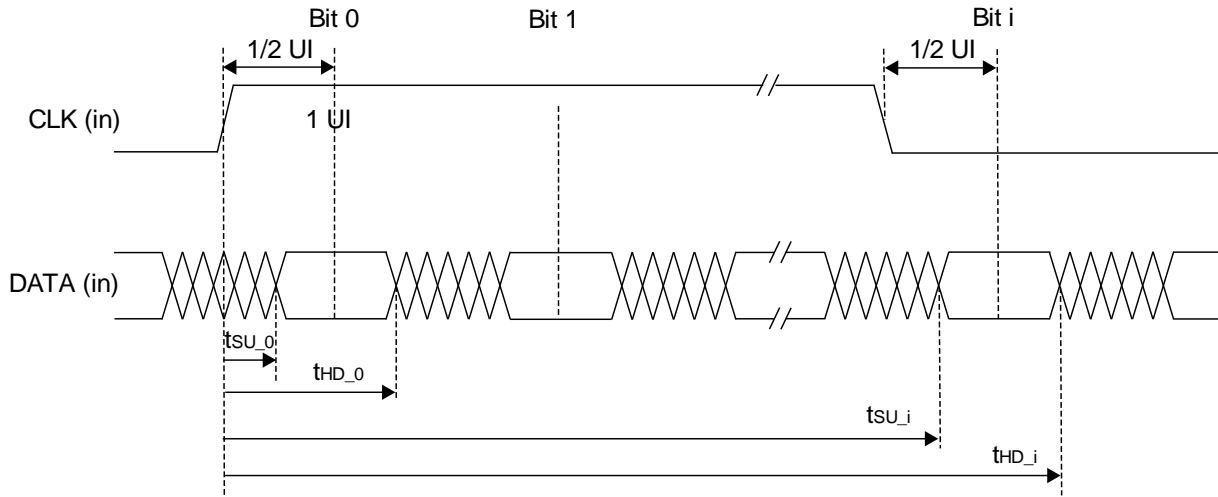 Bit 0 Bit 1 Bit i
1/2 UI 1/2 UI
CLK (in) 1 UI
DATA (in)
tSU_0
tHD_0
tSU_i
tHD_i